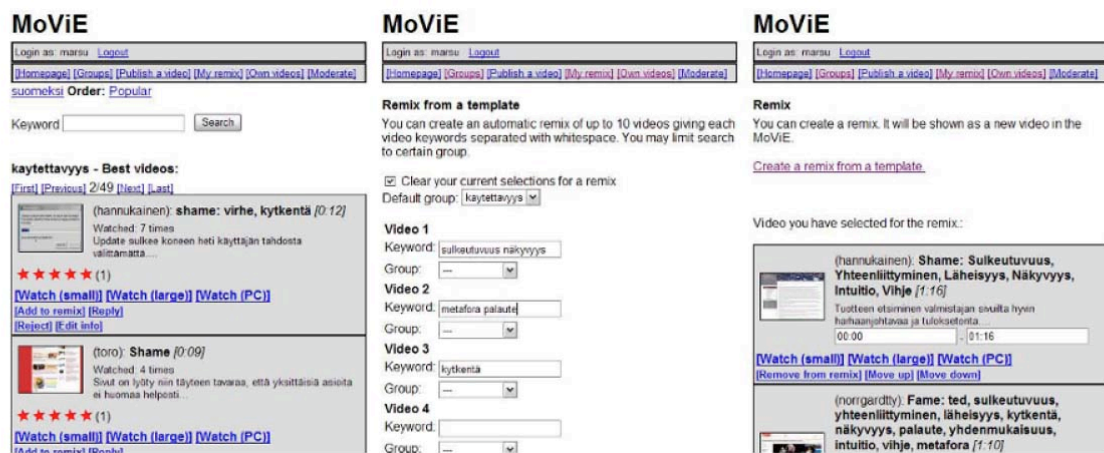 MoViE
Login as: marsu Logout
[Homepage] [Groups] [Publish a video] [My remix] [Own videos] [Moderate]
suomeksi Order: Popular
Keyword Search
kaytettavyys - Best videos:
[First] [Previous] 2/49 [Next] [Last]
(hannukainen): shame: virhe, kytkentä [0:12]
Watched: 7 times
Update sulkee koneen heti käyttäjän tahdosta
välittämättä....
(1)
[Watch (small)] [Watch (large)] [Watch (PC)]
[Add to remix] [Reply]
[Reject] [Edit info]
(toro): Shame [0:09]
Watched: 4 times
Sivut on lyöty niin täyteen tavaraa, että yksittäisiä asioita
ei huomaa helposti...
(1)
[Watch (small)] [Watch (large)] [Watch (PC)]
[Add to remix] [Reply]
MoViE
Login as: marsu Logout
[Homepage] [Groups] [Publish a video] [My remix] [Own videos] [Moderate]
Remix from a template
You can create an automatic remix of up to 10 videos giving each
video keywords separated with whitespace. You may limit search
to certain group.
Clear your current selections for a remix
Default group: kaytettavyys
Video 1
Keyword: sulkeutuvuus näkyvyys
Group: ---
Video 2
Keyword: metafora palaute
Group: ---
Video 3
Keyword: kytkentä
Group: ---
Video 4
Keyword:
Group: ---
MoViE
Login as: marsu Logout
[Homepage] [Groups] [Publish a video] [My remix] [Own videos] [Moderate]
Remix
You can create a remix. It will be shown as a new video in the
MoViE.
Create a remix from a template
Video you have selected for the remix.:
(hannukainen): Shame: Sulkeutuvuus,
Yhteenliittyminen, Läheisyys, Näkyvyys,
Intuitio, Vihje [1:16]
Tuotteen etsiminen valmistajan sivuilta hyvin
harhaanjohtavaa ja tuloksetonta....
00:00 - 01:16
[Watch (small)] [Watch (large)] [Watch (PC)]
[Remove from remix] [Move up] [Move down]
(norrgardtty): Fame: ted, sulkeutuvuus,
yhteenliittyminen, läheisyys, kytkentä,
näkyvyys, palaute, yhdenmukaisuus,
intuitio, vihje, metafora [1:10]